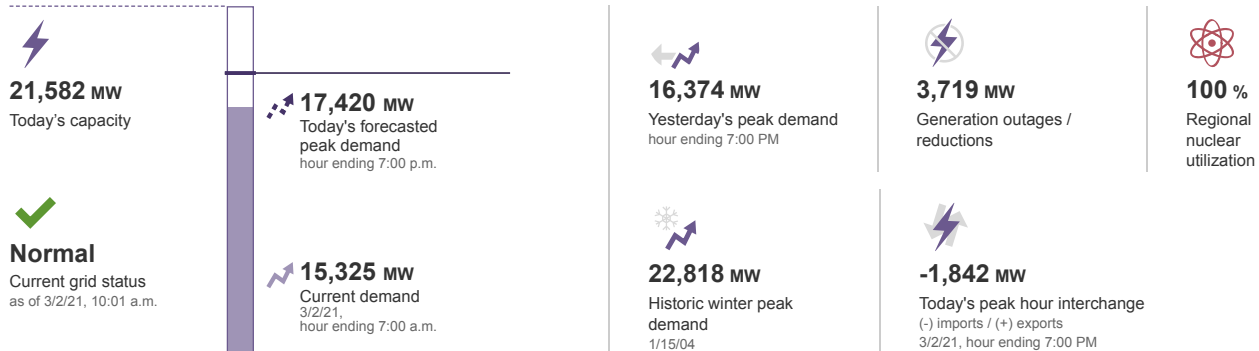 21,582 MW
Today's capacity
Normal
Current grid status
as of 3/2/21, 10:01 a.m.
17,420 MW
Today's forecasted
peak demand
hour ending 7:00 p.m.
15,325 MW
Current demand
3/2/21,
hour ending 7:00 a.m.
16,374 MW
Yesterday's peak demand
hour ending 7:00 PM
3,719 MW
Generation outages /
reductions
100 %
Regional
nuclear
utilization
22,818 MW
Historic winter peak
demand
1/15/04
-1,842 MW
Today's peak hour interchange
(-) imports / (+) exports
3/2/21, hour ending 7:00 PM